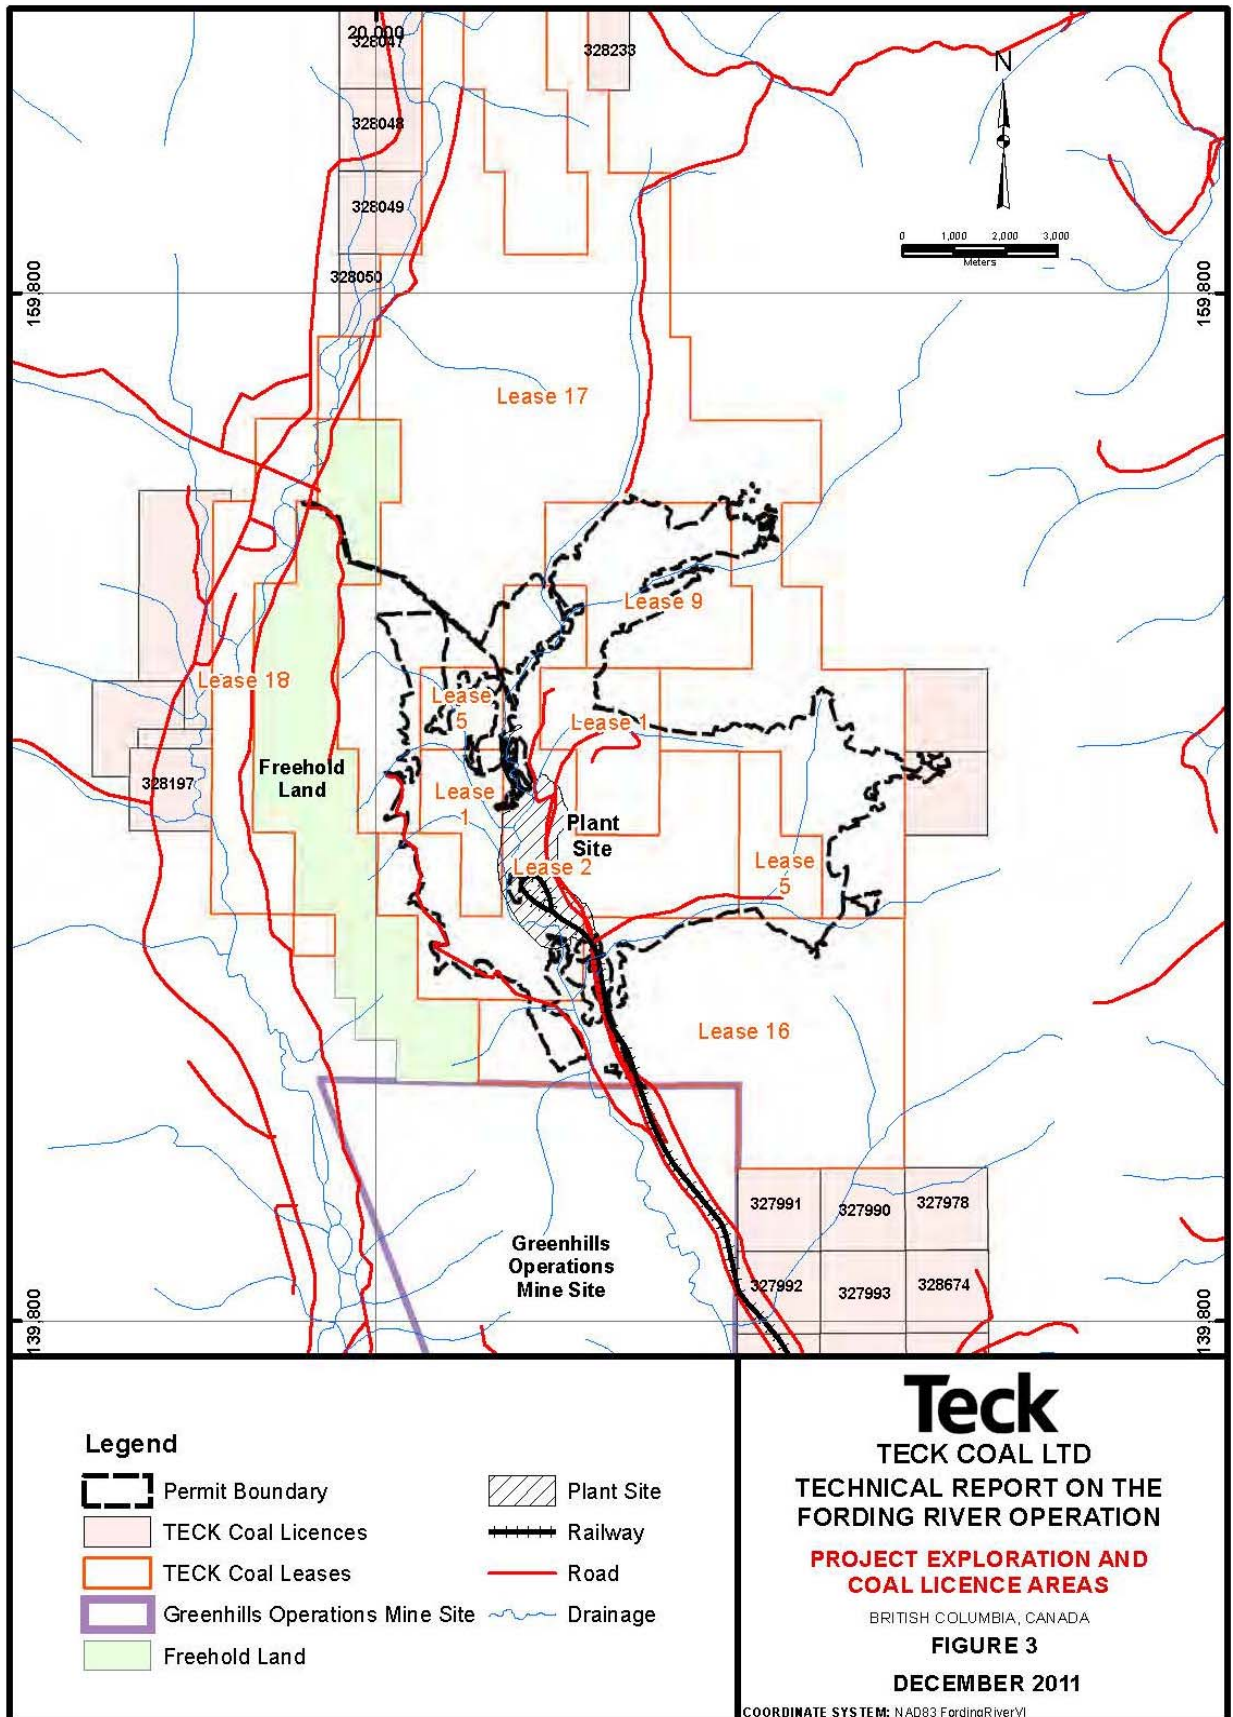 20,000
328047
328233
N
328048
328049
0 1,000 2,000 3,000
Meters
328050
159,800
159,800
Lease 17
Lease 9
Lease 18
Lease
5
Lease 1
Freehold
Land
328197
Lease
1
Plant
Site
Lease 2
Lease
5
Lease 16
327991
327990
327978
Greenhills
Operations
Mine Site
327992
327993
328674
139,800
139,800
Legend
Permit Boundary
TECK Coal Licences
TECK Coal Leases
Greenhills Operations Mine Site
Freehold Land
Plant Site
Railway
Road
Drainage
Teck
TECK COAL LTD
TECHNICAL REPORT ON THE
FORDING RIVER OPERATION
PROJECT EXPLORATION AND
COAL LICENCE AREAS
BRITISH COLUMBIA, CANADA
FIGURE 3
DECEMBER 2011
COORDINATE SYSTEM: NAD83 FordingRiverVI